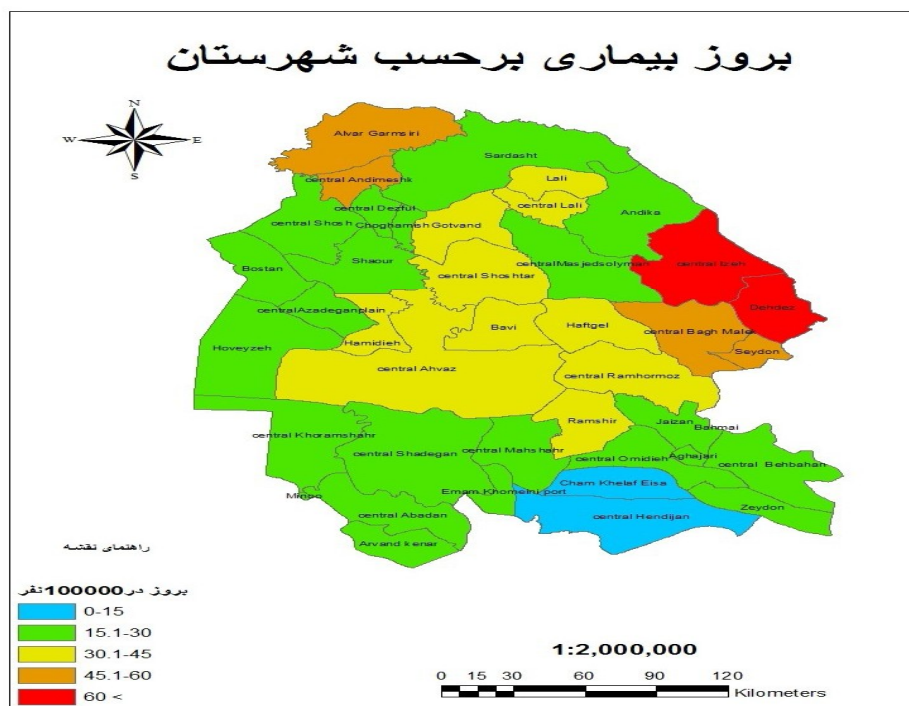 بروز بیماری برحسب شهرستان
N
W E
S
Alvar Garmsiri
Sardasht
central Andimeshk
Lali
central Dezful
central Lali
Andika
central Shosh
Choghamish
Gotvand
Shaour
central Masjedsolyman
central Izeh
Bostan
central Shoshtar
Dehdez
central Azadeganplain
Bavi
Haftgel
central Bagh Malek
Hoveyzeh
Hamidieh
Seydon
central Ahvaz
central Ramhormoz
Ramshir
Jaizan
Bahmai
central Khoramshahr
central Shadegan
central Mahshahr
central Omidieh
Aghajari
central Behbahan
Cham Khelaf Eisa
Minoo
Emam Khomeini port
Zeydon
central Abadan
central Hendijan
Arvand kenar
راهنمای نقشه
بروز در100000نفر
0-15
15.1-30
30.1-45
45.1-60
60 <
1:2,000,000
0 15 30 60 90 120
Kilometers